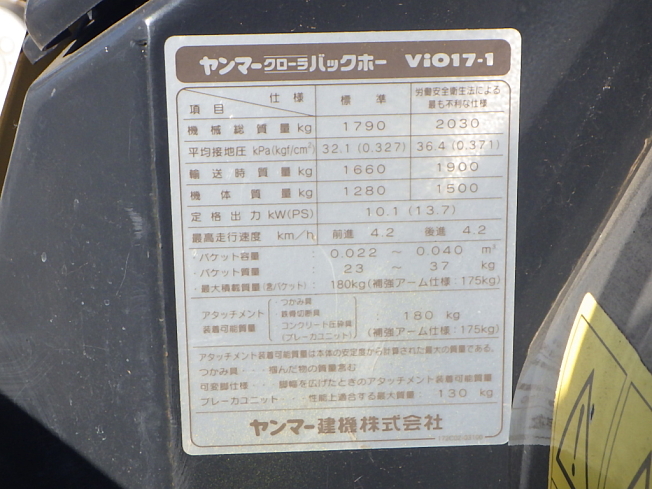 ヤンマークローラバックホー ViO17-1
項目 仕様 標準 労働安全衛生法による最も不利な仕様
機械総質量 kg 1790 2030
平均接地圧 kPa(kgf/cm²) 32.1(0.327) 36.4(0.371)
輸送時質量 kg 1660 1900
機体質量 kg 1280 1500
定格出力 kW(PS) 10.1(13.7)
最高走行速度 km/h 前進 4.2 後進 4.2
・バケット容量 : 0.022 ~ 0.040 m³
・バケット質量 : 23 ~ 37 kg
・最大積載質量(含バケット) : 180kg(補強アーム仕様:175kg)
アタッチメント装着可能質量
つかみ具
鉄骨切断具
コンクリート圧砕具
(ブレーカユニット)
: 180 kg
(補強アーム仕様:175kg)
アタッチメント装着可能質量は本体の安定度から計算された最大の質量である。
つかみ具・・・掴んだ物の質量含む
可変脚仕様・・・脚幅を広げたときのアタッチメント装着可能質量
ブレーカユニット・・・性能上適合する最大質量 : 130 kg
ヤンマー建機株式会社